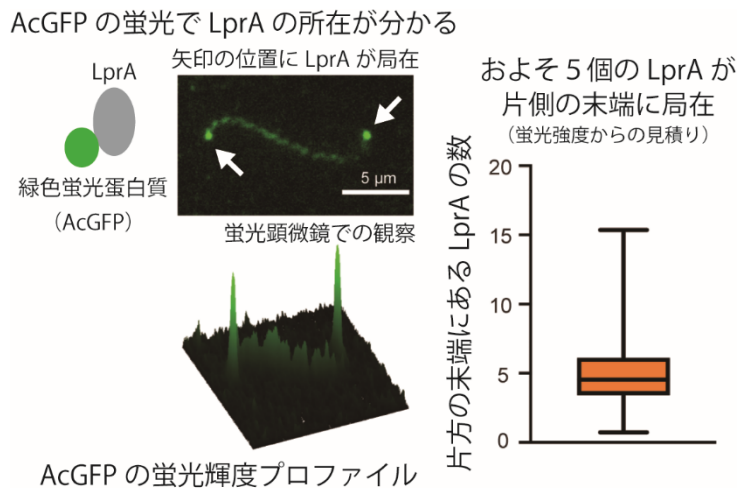 AcGFP の蛍光で LprA の所在が分かる
LprA
緑色蛍光蛋白質
（AcGFP）
矢印の位置に LprA が局在
5 µm
蛍光顕微鏡での観察
AcGFP の蛍光輝度プロファイル
およそ 5 個の LprA が
片側の末端に局在
（蛍光強度からの見積り）
片方の末端にある LprA の数
20
15
10
5
0